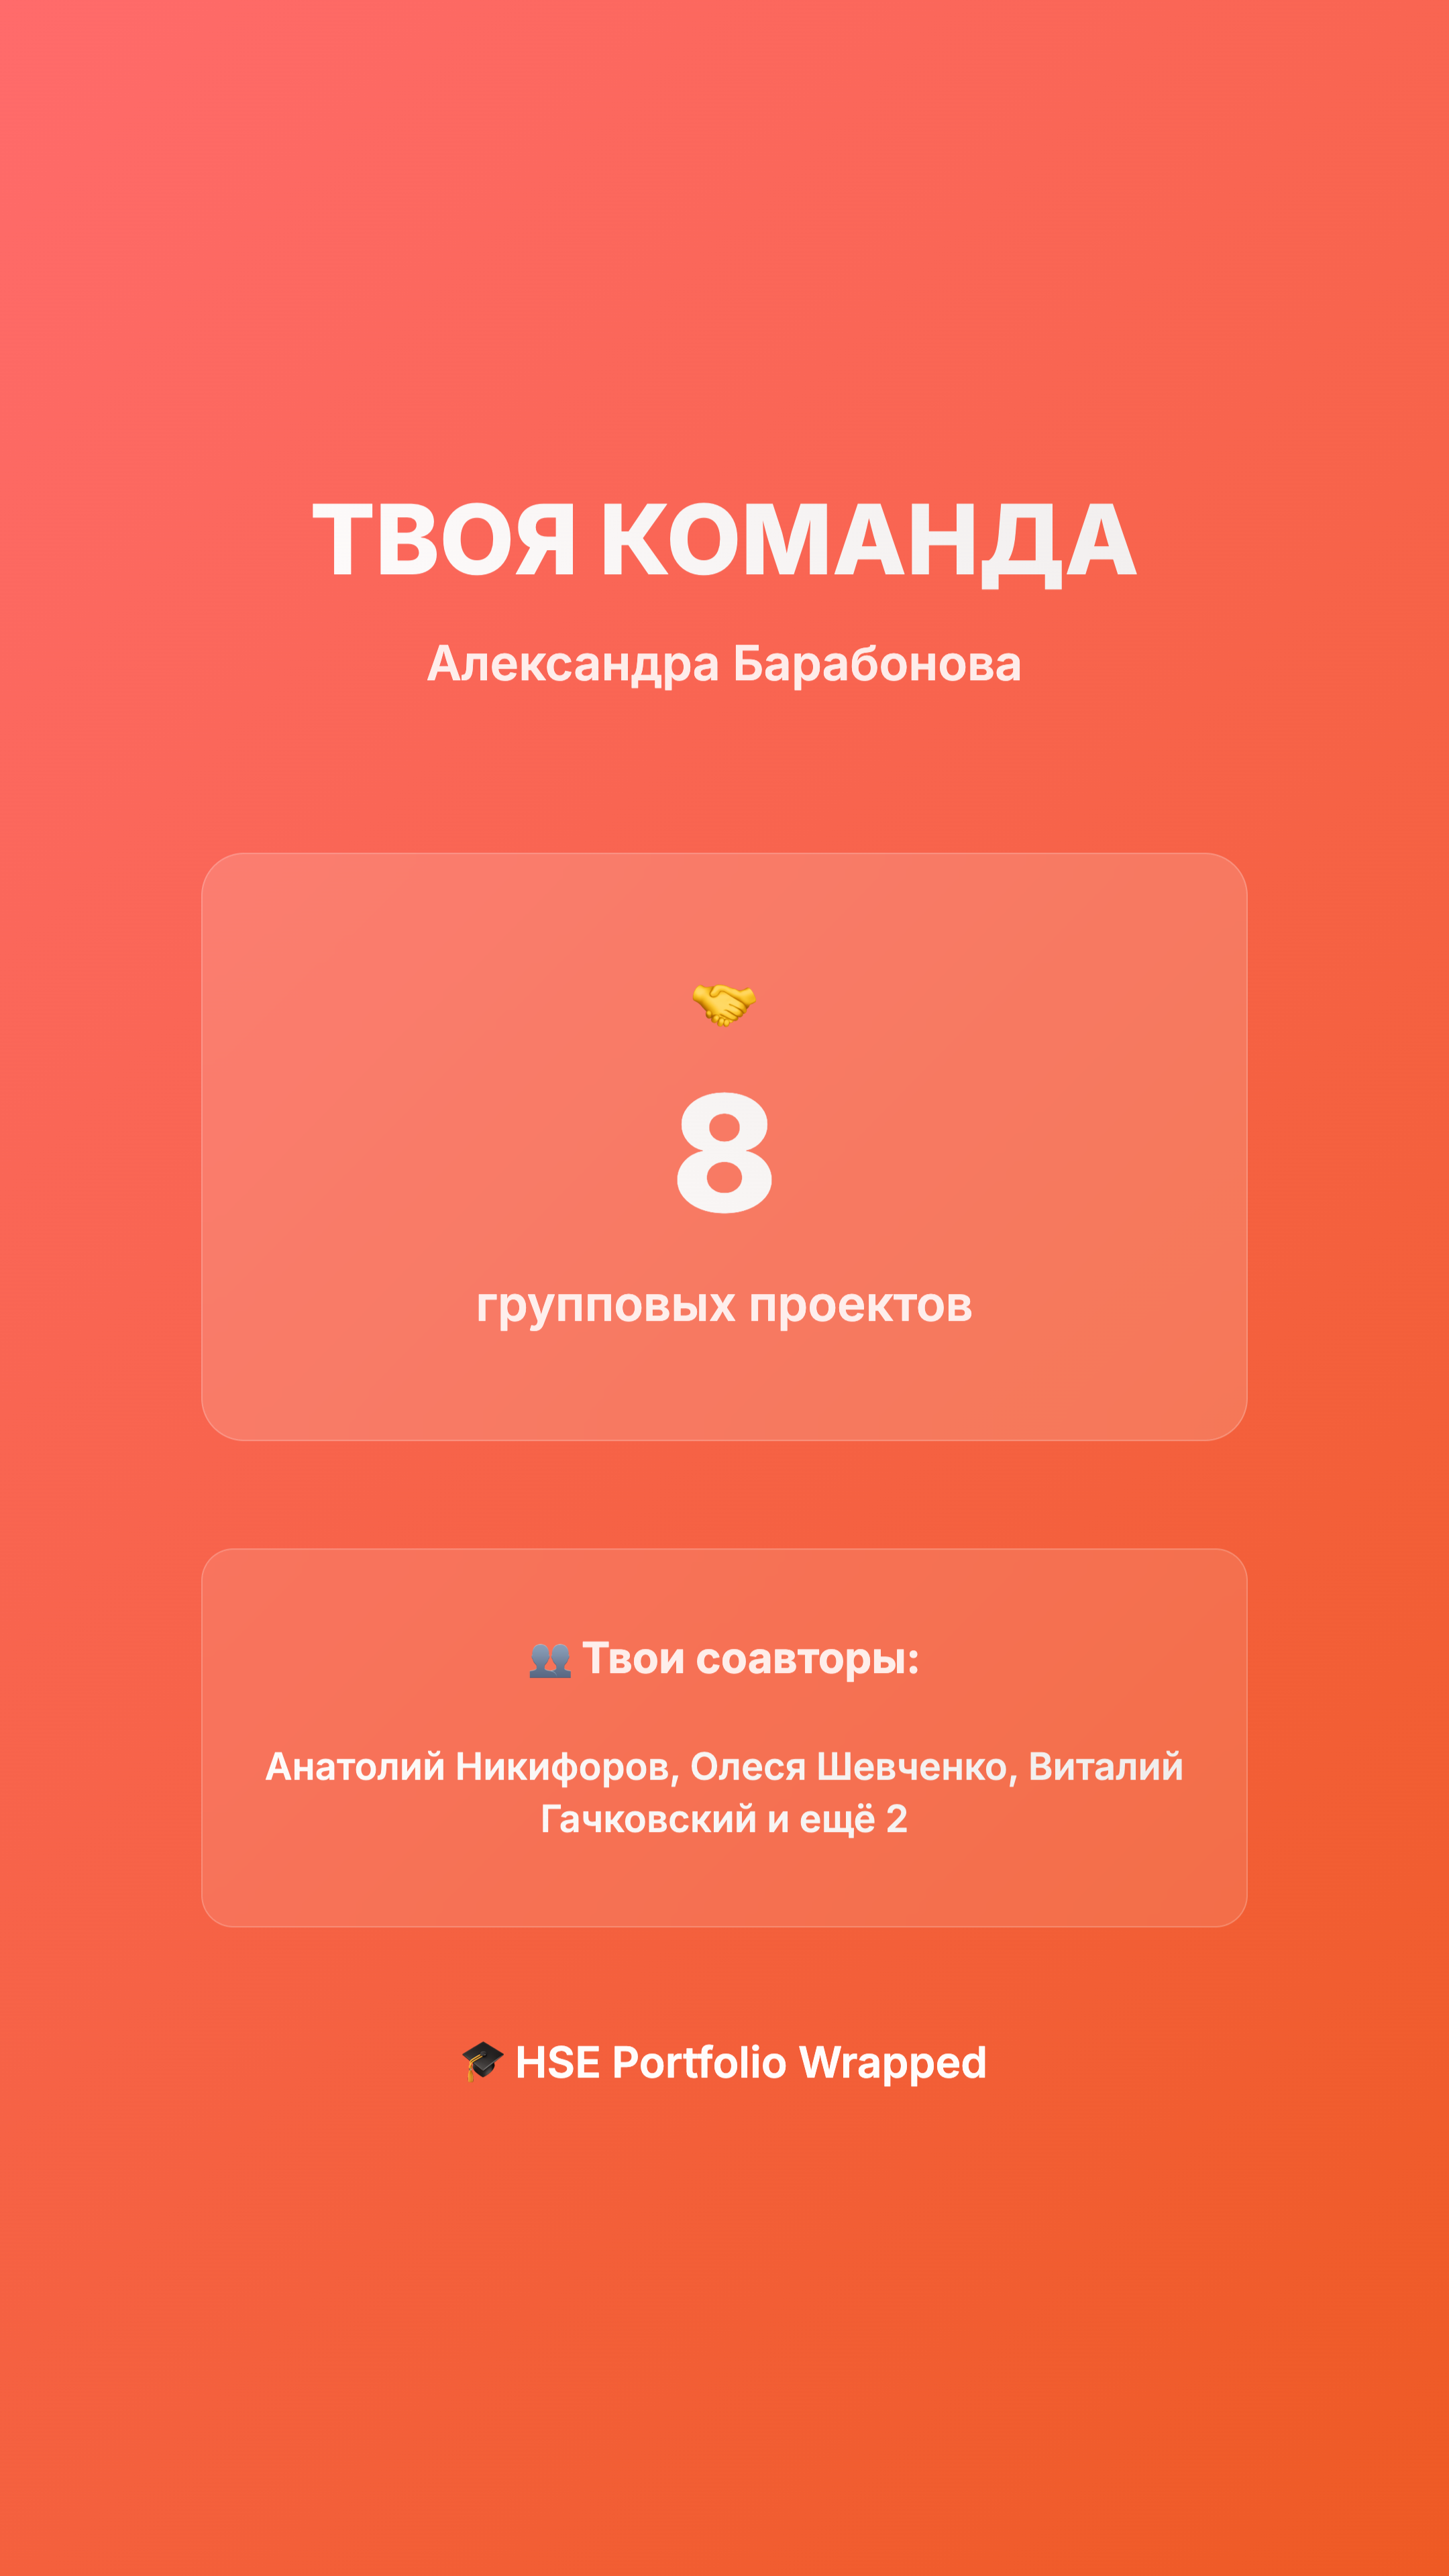 ТВОЯ КОМАНДА
Александра Барабонова
🤝
8
групповых проектов
👥 Твои соавторы:
Анатолий Никифоров, Олеся Шевченко, Виталий
Гачковский и ещё 2
🎓 HSE Portfolio Wrapped